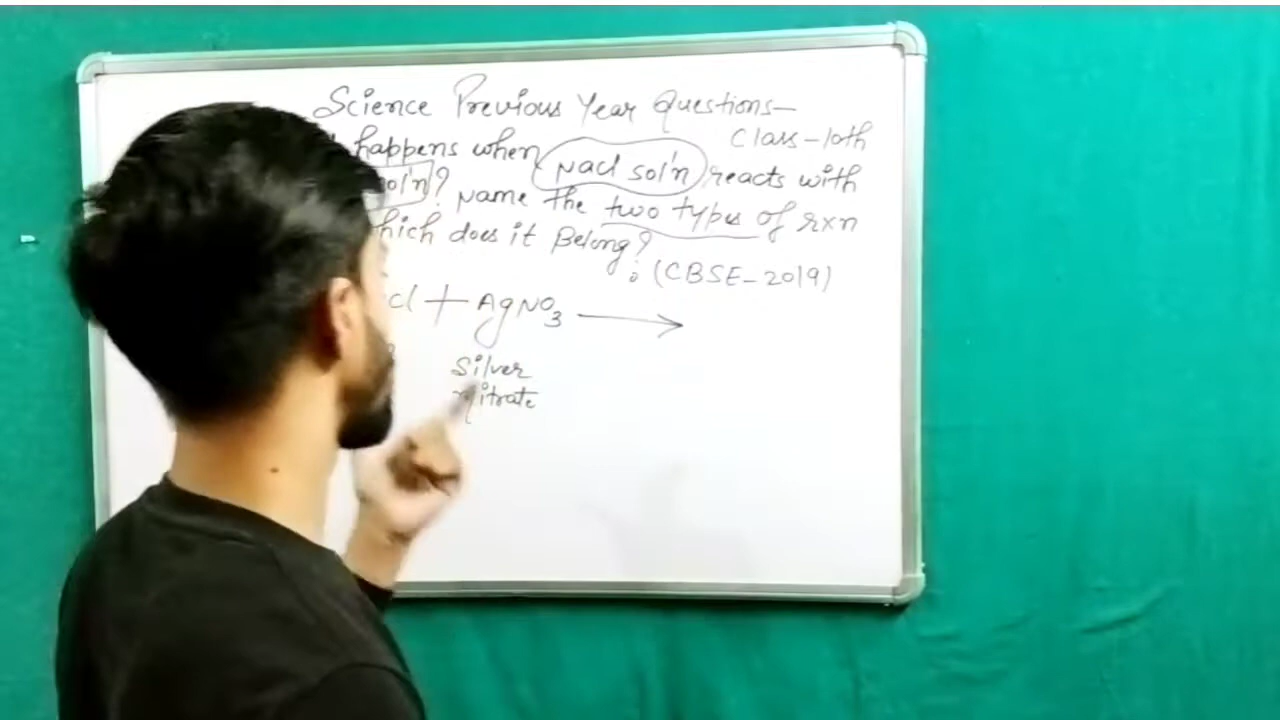 Science Previous Year Questions—
Class-10th
happens when Nacl sol'n reacts with
sol'n? Name the two types of rxn
which does it Belong?
: (CBSE-2019)
cl + AgNO3 →
Silver
nitrate